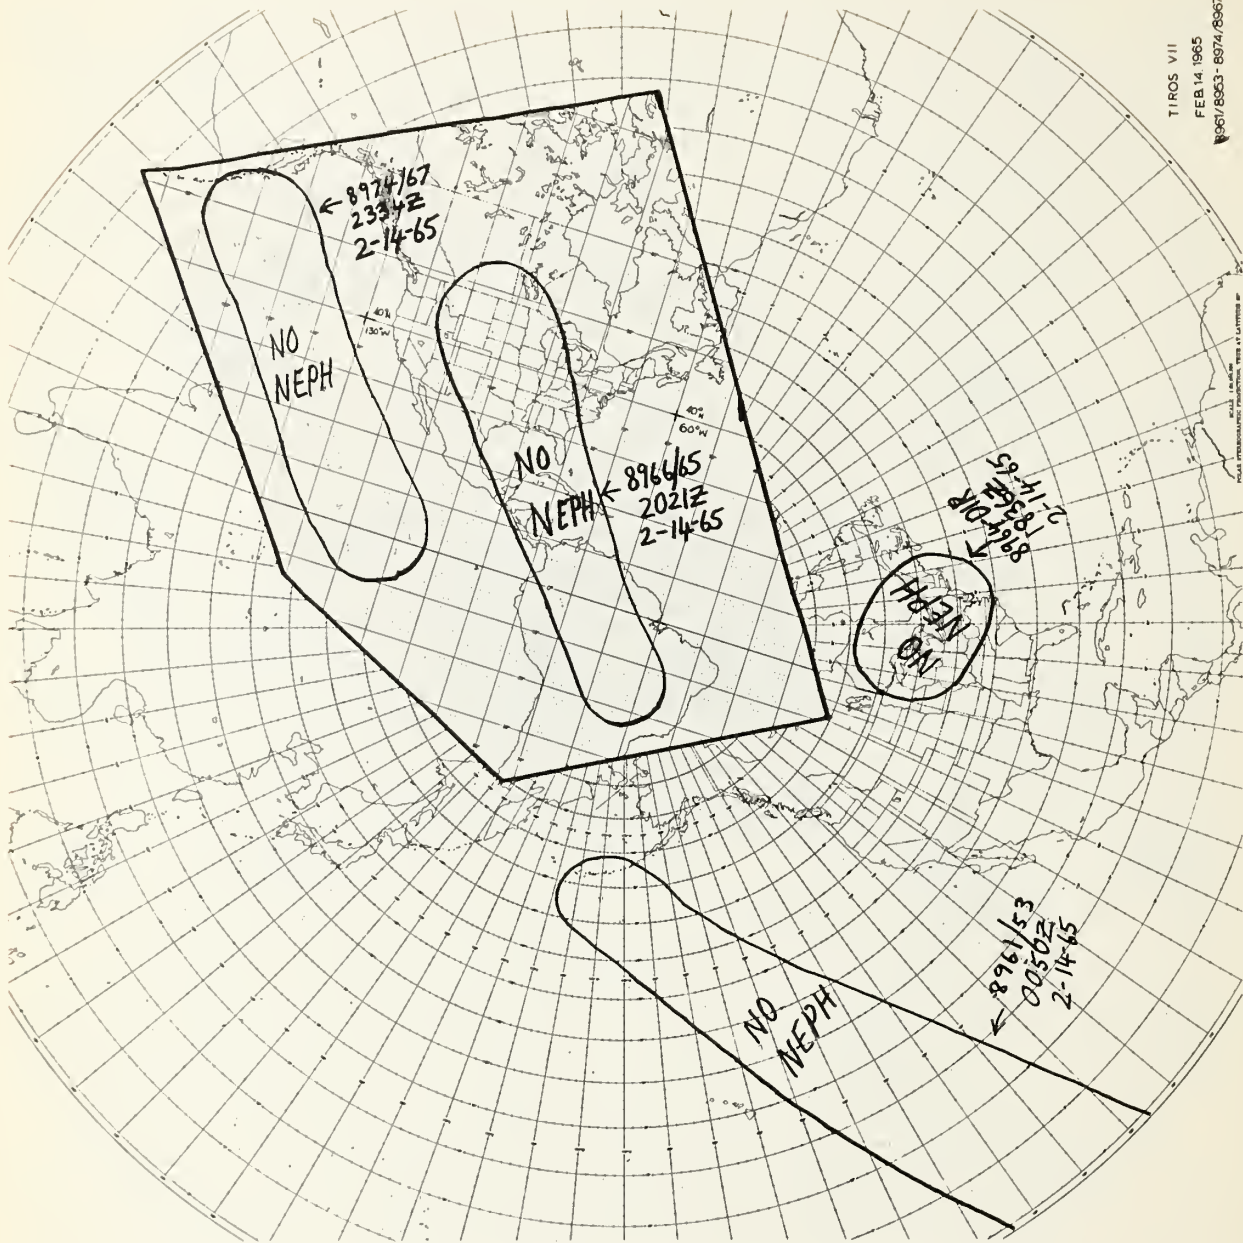 TIROS VII
FEB 14, 1965
8961/8953 - 8974/8967
← 8974/67
2334Z
2-14-65
NO
NEPH
40°N
130°W
40°N
60°W
NO
NEPH
← 8966/65
2021Z
2-14-65
8964 DIR
1836Z
2-14-65
NO
NEPH
← 8961/53
0050Z
2-14-65
NO
NEPH